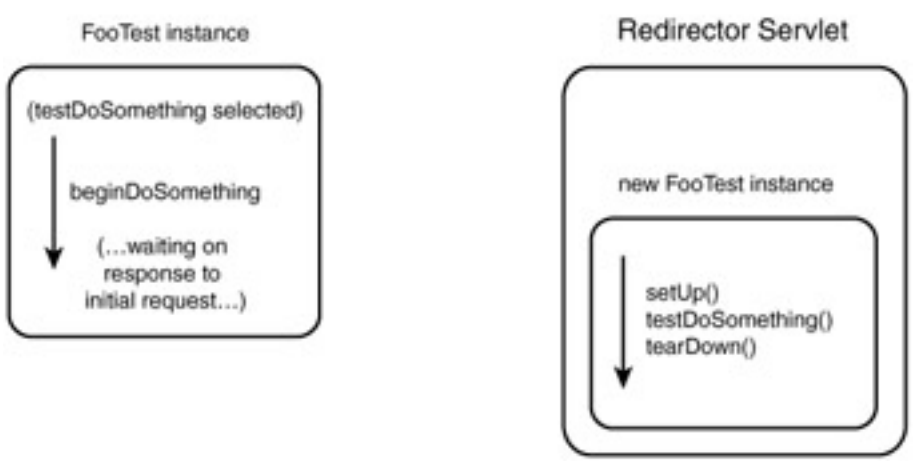 FooTest instance
(testDoSomething selected)
beginDoSomething
(...waiting on
response to
initial request...)
Redirector Servlet
new FooTest instance
setUp()
testDoSomething()
tearDown()